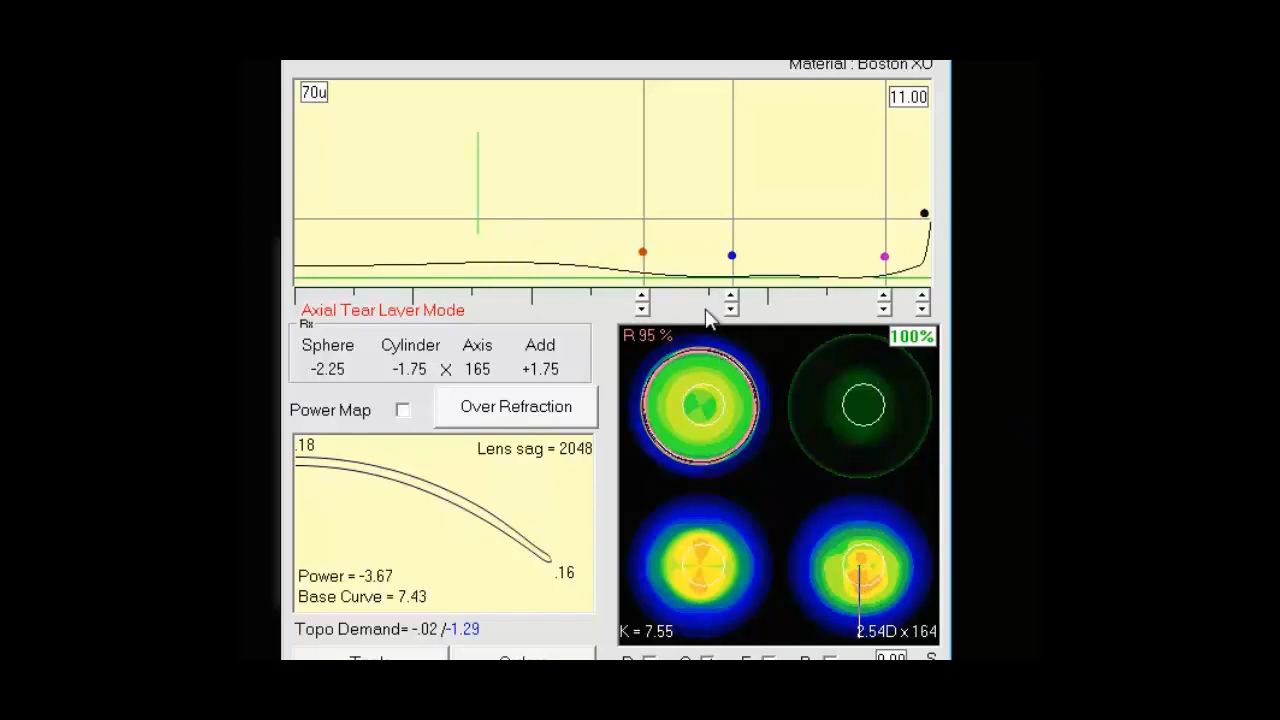 Material : Boston XO
70u
11.00
Axial Tear Layer Mode
Rx
Sphere Cylinder Axis Add
-2.25 -1.75 X 165 +1.75
Power Map
Over Refraction
R 95 %
100%
.18
Lens sag = 2048
.16
Power = -3.67
Base Curve = 7.43
K = 7.55
2.54D x 164
Topo Demand= -.02 /-1.29